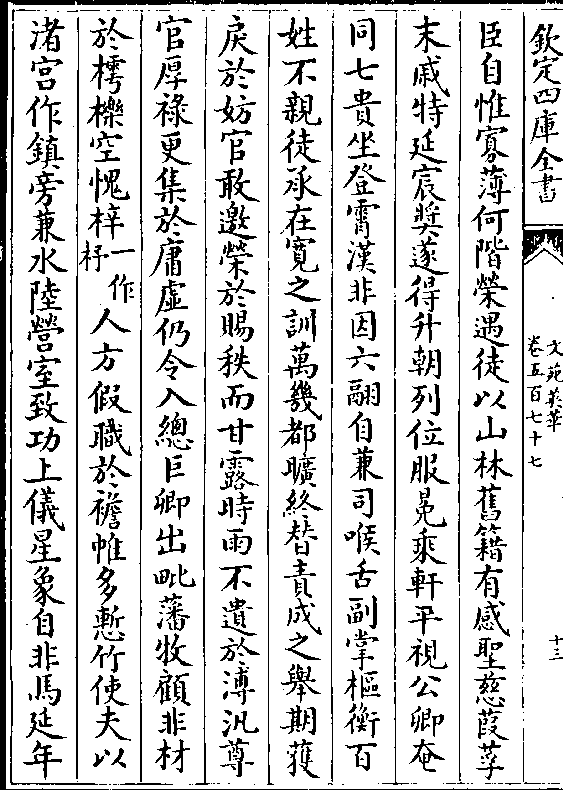 欽定四庫全書
文苑英華
卷五百七十七
十三
臣自惟寡薄何階榮遇徒以山林舊籍有感聖慈葭莩
末戚特延宸奬遂得升朝列位服冕乘軒平視公卿奄
同七貴坐登霄漢非因六翮自兼司喉舌副掌樞衡百
姓不親徒承在寛之訓萬幾都曠終替責成之舉期獲
戾於妨官敢邀榮於賜秩而甘露時雨不遺於溥汎尊
官厚祿更集於庸虛仍令入總臣卿出毗藩牧顧非材
於樗櫟空愧梓一作杍人方假職於襜帷多慙竹使夫以
渚宫作鎮旁兼水陸營室致功上儀星象自非馬延年